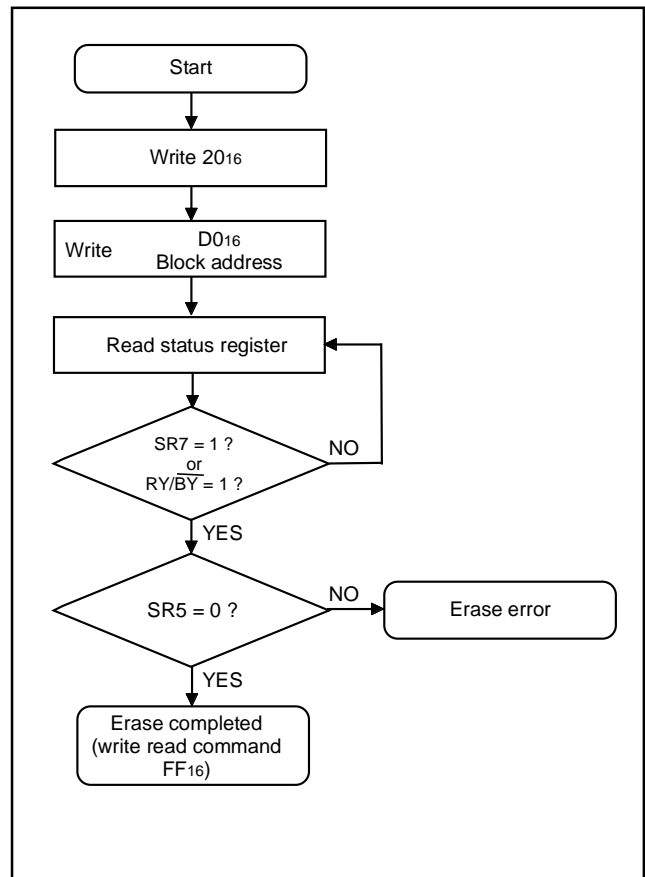 Start
Write 20₁₆
Write D0₁₆
Block address
Read status register
SR7 = 1 ?
or
RY/B̅Y̅ = 1 ?
NO
YES
SR5 = 0 ?
NO
Erase error
YES
Erase completed
(write read command
FF₁₆)